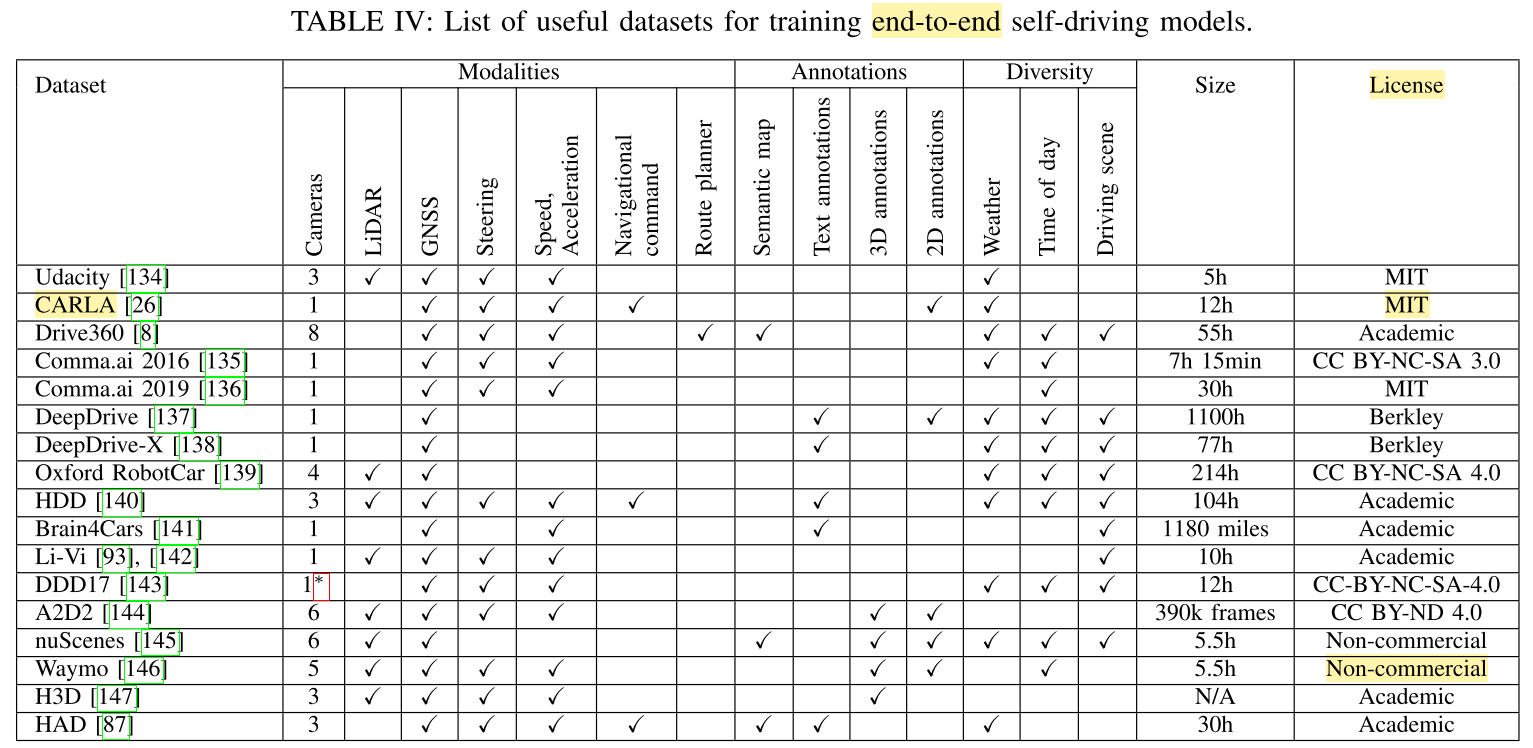 TABLE IV: List of useful datasets for training end-to-end self-driving models.
Dataset Modalities Annotations Diversity Size License
Cameras LiDAR GNSS Steering Speed, Acceleration Navigational command Route planner Semantic map Text annotations 3D annotations 2D annotations Weather Time of day Driving scene
Udacity [134] 3 ✓ ✓ ✓ ✓ ✓ 5h MIT
CARLA [26] 1 ✓ ✓ ✓ ✓ ✓ ✓ 12h MIT
Drive360 [8] 8 ✓ ✓ ✓ ✓ ✓ ✓ ✓ ✓ 55h Academic
Comma.ai 2016 [135] 1 ✓ ✓ ✓ ✓ ✓ 7h 15min CC BY-NC-SA 3.0
Comma.ai 2019 [136] 1 ✓ ✓ ✓ ✓ 30h MIT
DeepDrive [137] 1 ✓ ✓ ✓ ✓ ✓ ✓ 1100h Berkley
DeepDrive-X [138] 1 ✓ ✓ ✓ ✓ ✓ 77h Berkley
Oxford RobotCar [139] 4 ✓ ✓ ✓ ✓ ✓ 214h CC BY-NC-SA 4.0
HDD [140] 3 ✓ ✓ ✓ ✓ ✓ ✓ ✓ ✓ ✓ 104h Academic
Brain4Cars [141] 1 ✓ ✓ ✓ ✓ 1180 miles Academic
Li-Vi [93], [142] 1 ✓ ✓ ✓ ✓ ✓ 10h Academic
DDD17 [143] 1* ✓ ✓ ✓ ✓ ✓ ✓ 12h CC-BY-NC-SA-4.0
A2D2 [144] 6 ✓ ✓ ✓ ✓ ✓ ✓ 390k frames CC BY-ND 4.0
nuScenes [145] 6 ✓ ✓ ✓ ✓ ✓ ✓ ✓ ✓ 5.5h Non-commercial
Waymo [146] 5 ✓ ✓ ✓ ✓ ✓ ✓ ✓ 5.5h Non-commercial
H3D [147] 3 ✓ ✓ ✓ ✓ ✓ N/A Academic
HAD [87] 3 ✓ ✓ ✓ ✓ ✓ ✓ ✓ 30h Academic